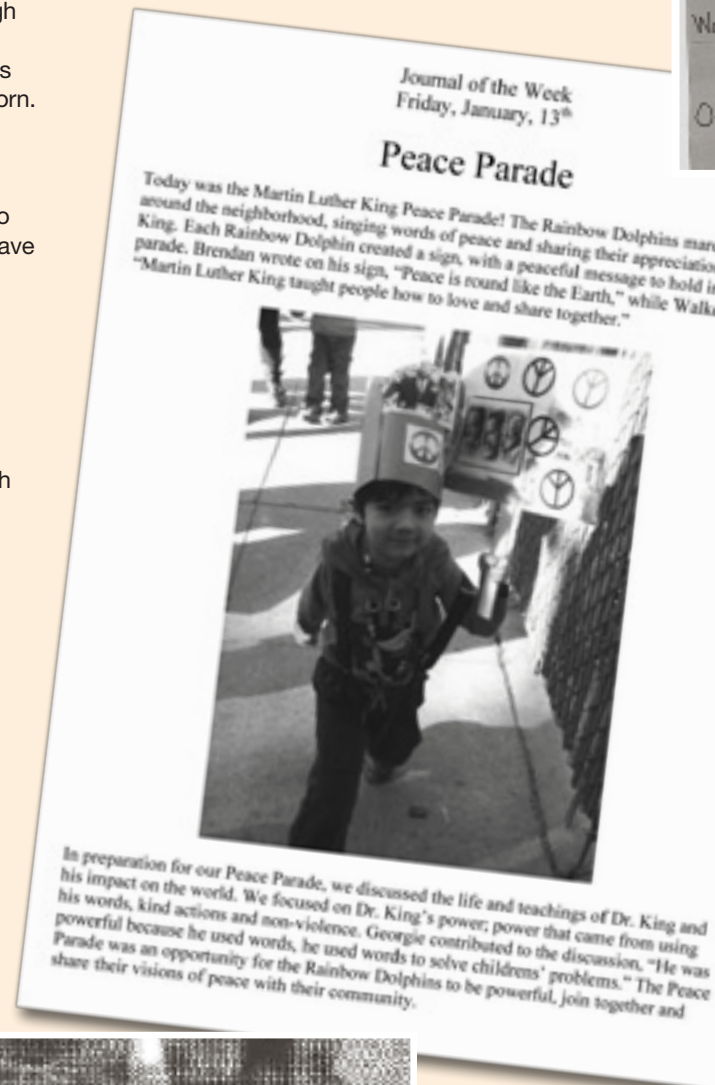 gh
s
orn.
o
ave
h
W
O
Journal of the Week
Friday, January, 13th
Peace Parade
Today was the Martin Luther King Peace Parade! The Rainbow Dolphins marc
around the neighborhood, singing words of peace and sharing their appreciation
King. Each Rainbow Dolphin created a sign, with a peaceful message to hold in
parade. Brendan wrote on his sign, "Peace is round like the Earth," while Walke
"Martin Luther King taught people how to love and share together."
In preparation for our Peace Parade, we discussed the life and teachings of Dr. King and
his impact on the world. We focused on Dr. King's power; power that came from using
his words, kind actions and non-violence. Georgie contributed to the discussion, "He was
powerful because he used words, he used words to solve childrens' problems." The Peace
Parade was an opportunity for the Rainbow Dolphins to be powerful, join together and
share their visions of peace with their community.